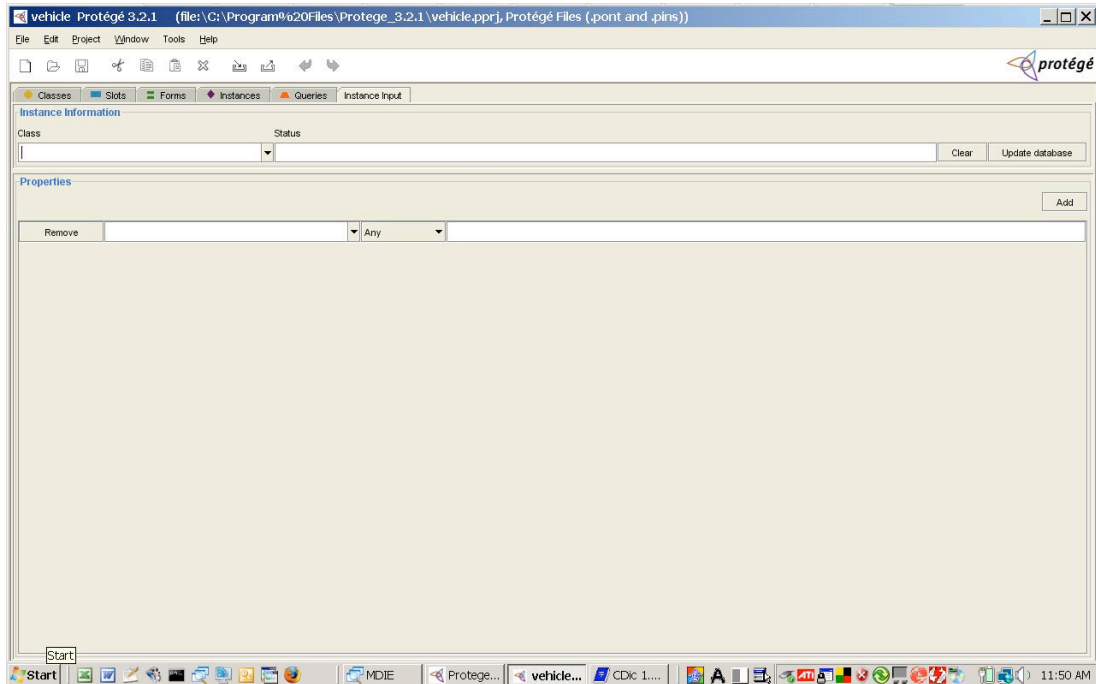 vehicle Protégé 3.2.1 (file:\C:\Program%20Files\Protege_3.2.1\vehicle.pprj, Protégé Files (.pont and .pins))
File Edit Project Window Tools Help
protégé
Classes Slots Forms Instances Queries Instance Input
Instance Information
Class Status
Clear Update database
Properties
Add
Remove Any
Start
Start MDIE Protege... vehicle... CDic 1.... A ATI 11:50 AM